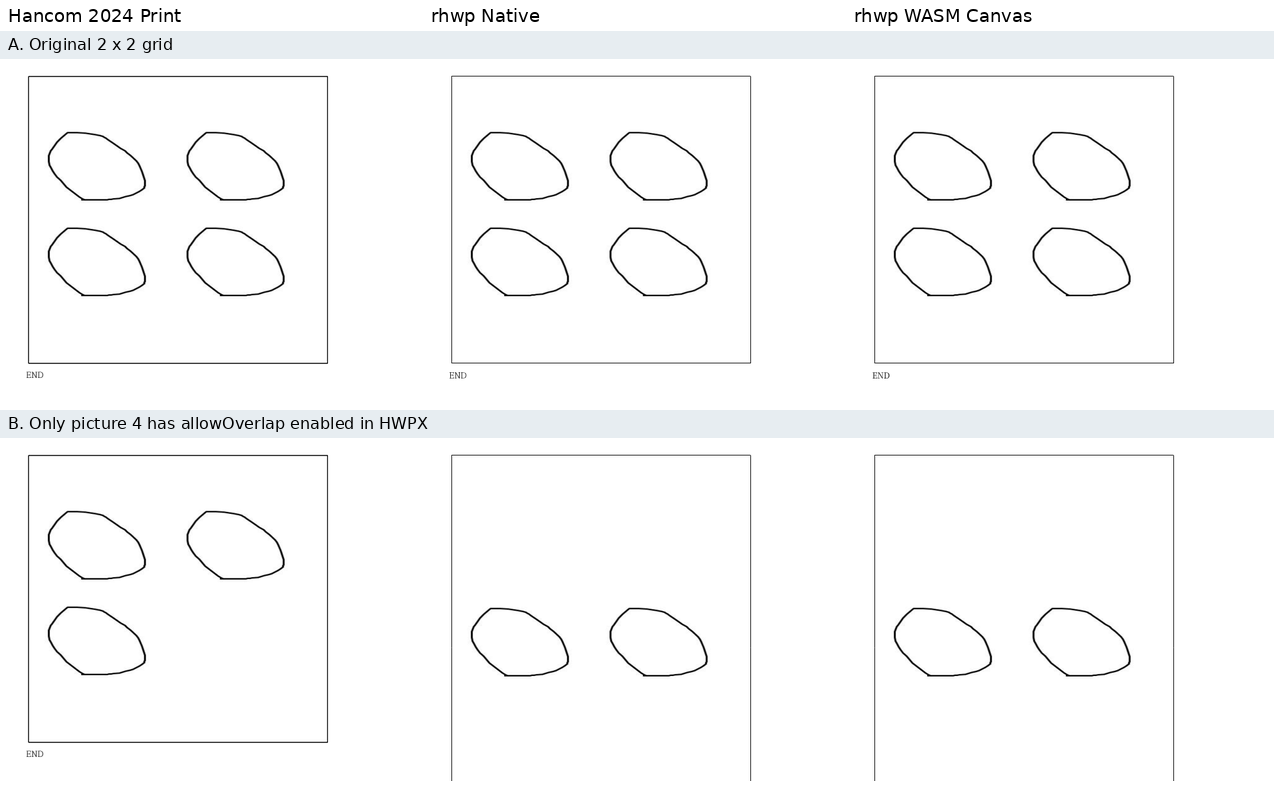 Hancom 2024 Print
rhwp Native
rhwp WASM Canvas
A. Original 2 x 2 grid
END
END
END
B. Only picture 4 has allowOverlap enabled in HWPX
END